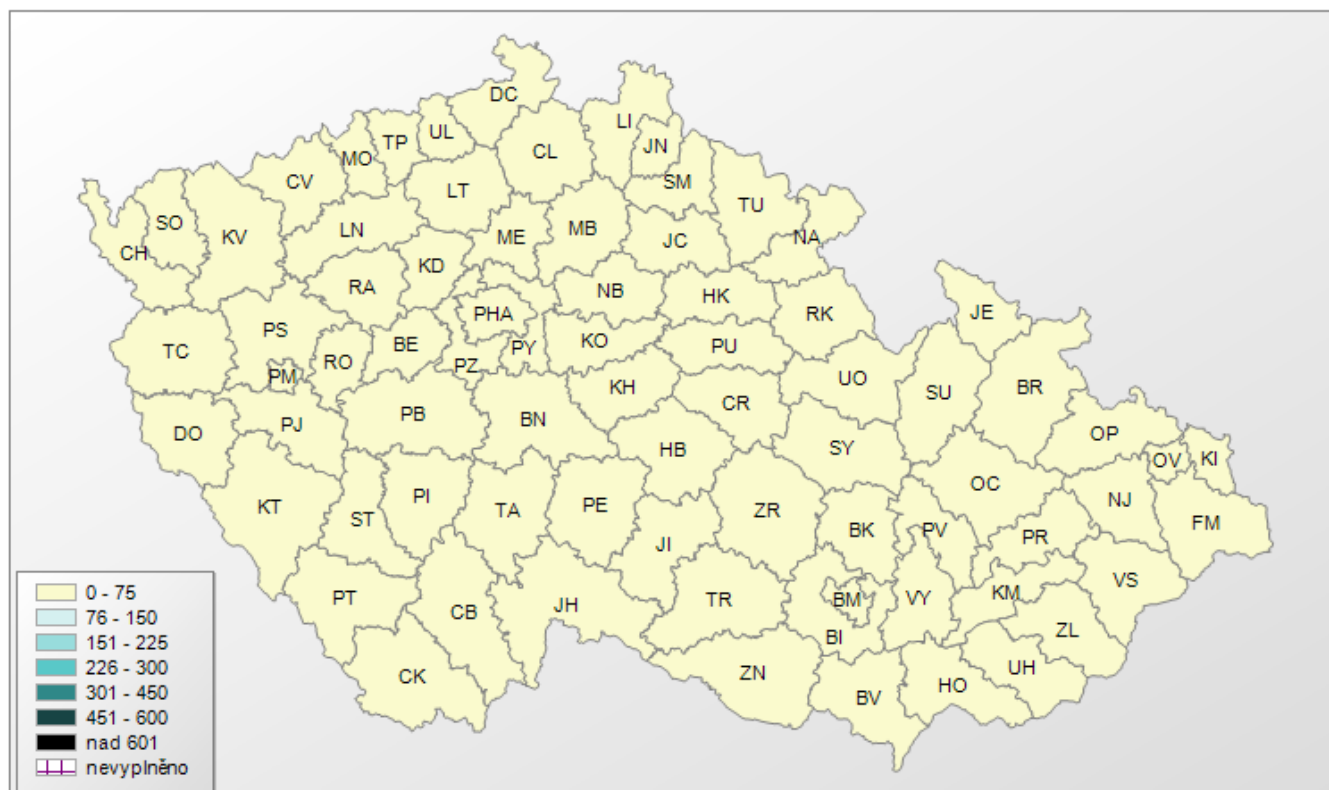 DC
LI
UL
TP
JN
MO
CL
CV
SM
LT
TU
SO
LN
MB
ME
KV
JC
NA
CH
KD
RA
NB
HK
PHA
RK
JE
PS
KO
BE
PY
PU
TC
RO
PZ
PM
UO
KH
BR
SU
CR
PB
BN
PJ
DO
OP
HB
SY
OV
KI
OC
PI
NJ
PE
ZR
KT
TA
ST
FM
BK
PV
PR
JI
VS
0 - 75
PT
CB
JH
TR
BM
VY
KM
76 - 150
151 - 225
ZL
BI
226 - 300
UH
301 - 450
CK
ZN
HO
BV
451 - 600
nad 601
nevyplněno